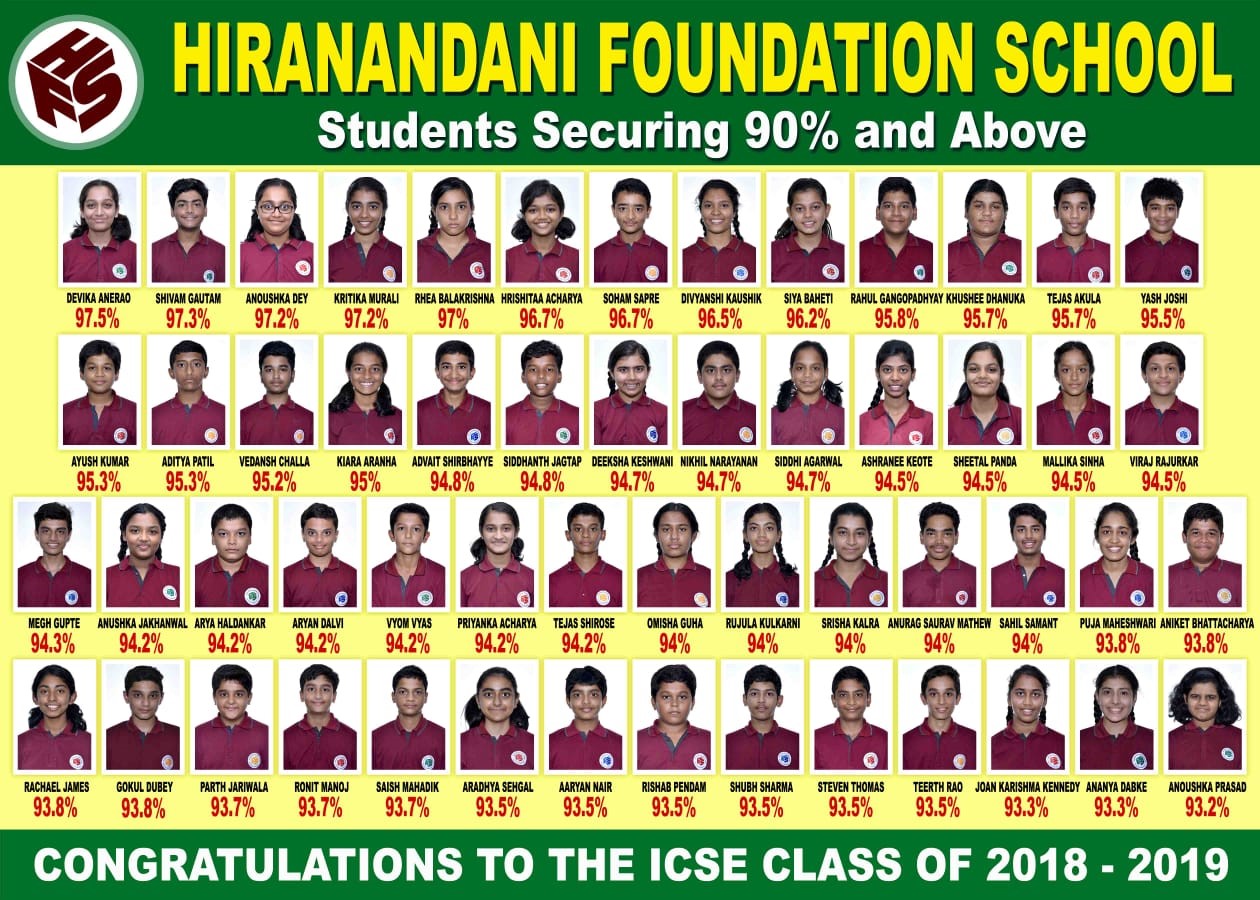 HFS
HIRANANDANI FOUNDATION SCHOOL
Students Securing 90% and Above
DEVIKA ANERAO SHIVAM GAUTAM ANOUSHKA DEY KRITIKA MURALI RHEA BALAKRISHNA HRISHITAA ACHARYA SOHAM SAPRE DIVYANSHI KAUSHIK SIYA BAHETI RAHUL GANGOPADHYAY KHUSHEE DHANUKA TEJAS AKULA YASH JOSHI
97.5% 97.3% 97.2% 97.2% 97% 96.7% 96.7% 96.5% 96.2% 95.8% 95.7% 95.7% 95.5%
AYUSH KUMAR ADITYA PATIL VEDANSH CHALLA KIARA ARANHA ADVAIT SHIRBHAYYE SIDDHANTH JAGTAP DEEKSHA KESHWANI NIKHIL NARAYANAN SIDDHI AGARWAL ASHRANEE KEOTE SHEETAL PANDA MALLIKA SINHA VIRAJ RAJURKAR
95.3% 95.3% 95.2% 95% 94.8% 94.8% 94.7% 94.7% 94.7% 94.5% 94.5% 94.5% 94.5%
MEGH GUPTE ANUSHKA JAKHANWAL ARYA HALDANKAR ARYAN DALVI VYOM VYAS PRIYANKA ACHARYA TEJAS SHIROSE OMISHA GUHA RUJULA KULKARNI SRISHA KALRA ANURAG SAURAV MATHEW SAHIL SAMANT PUJA MAHESHWARI ANIKET BHATTACHARYA
94.3% 94.2% 94.2% 94.2% 94.2% 94.2% 94.2% 94% 94% 94% 94% 94% 93.8% 93.8%
RACHAEL JAMES GOKUL DUBEY PARTH JARIWALA RONIT MANOJ SAISH MAHADIK ARADHYA SEHGAL AARYAN NAIR RISHAB PENDAM SHUBH SHARMA STEVEN THOMAS TEERTH RAO JOAN KARISHMA KENNEDY ANANYA DABKE ANOUSHKA PRASAD
93.8% 93.8% 93.7% 93.7% 93.7% 93.5% 93.5% 93.5% 93.5% 93.5% 93.5% 93.3% 93.3% 93.2%
CONGRATULATIONS TO THE ICSE CLASS OF 2018 - 2019